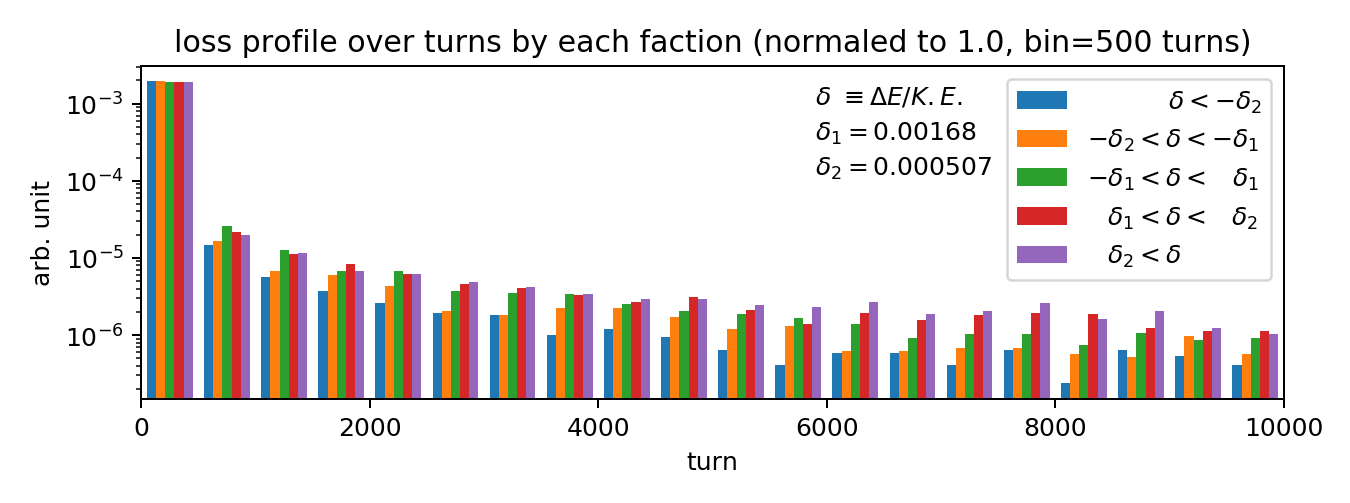 loss profile over turns by each faction (normaled to 1.0, bin=500 turns)
arb. unit
10⁻³
10⁻⁴
10⁻⁵
10⁻⁶
δ ≡ ΔE/K.E.
δ₁ = 0.00168
δ₂ = 0.000507
δ < −δ₂
−δ₂ < δ < −δ₁
−δ₁ < δ < δ₁
δ₁ < δ < δ₂
δ₂ < δ
0 2000 4000 6000 8000 10000
turn